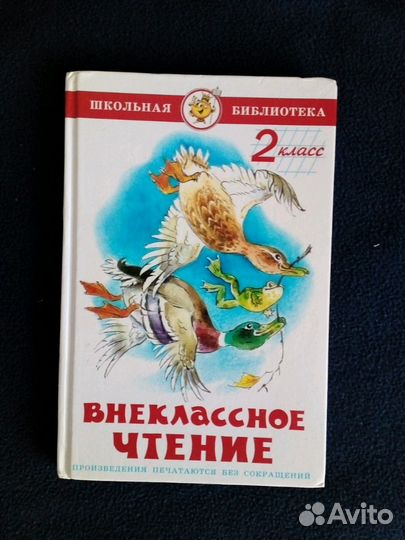 ШКОЛЬНАЯ БИБЛИОТЕКА
2 класс
ВНЕКЛАССНОЕ
ЧТЕНИЕ
ПРОИЗВЕДЕНИЯ ПЕЧАТАЮТСЯ БЕЗ СОКРАЩЕНИЙ
Avito